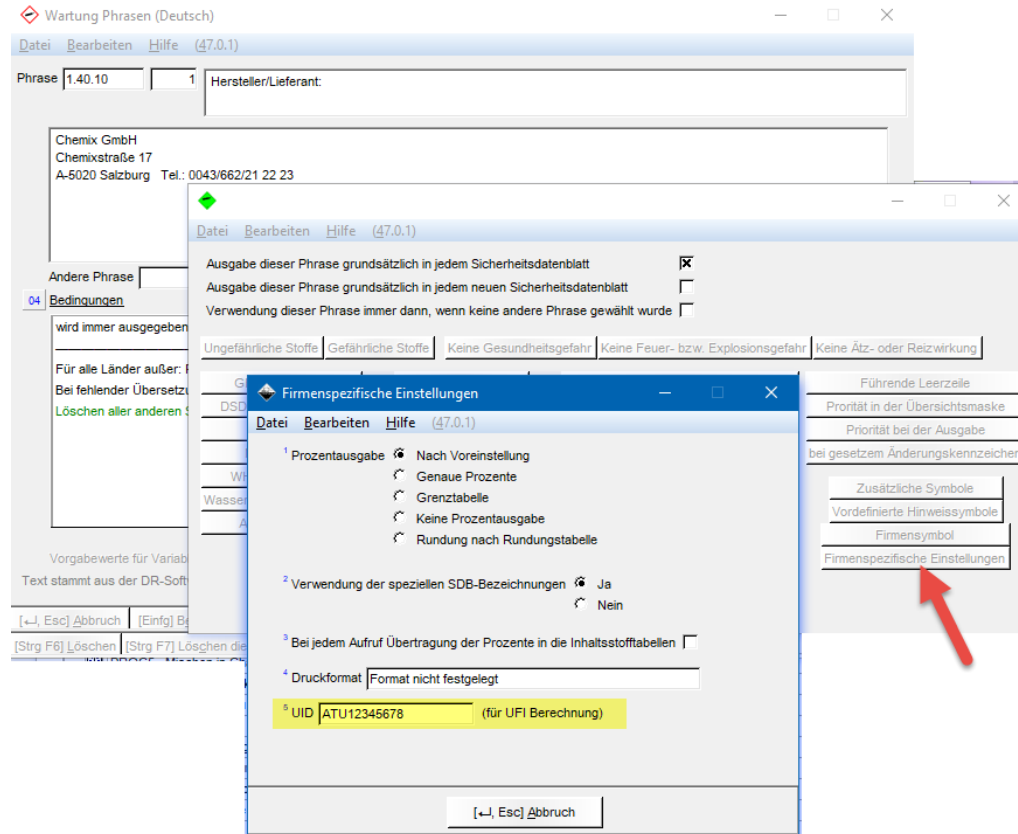 Wartung Phrasen (Deutsch)
Datei Bearbeiten Hilfe (47.0.1)
Phrase 1.40.10 1 Hersteller/Lieferant:
Chemix GmbH
Chemixstraße 17
A-5020 Salzburg Tel.: 0043/662/21 22 23
Datei Bearbeiten Hilfe (47.0.1)
Ausgabe dieser Phrase grundsätzlich in jedem Sicherheitsdatenblatt
Ausgabe dieser Phrase grundsätzlich in jedem neuen Sicherheitsdatenblatt
Verwendung dieser Phrase immer dann, wenn keine andere Phrase gewählt wurde
Andere Phrase
04 Bedingungen
wird immer ausgegeben
Für alle Länder außer:
Bei fehlender
Löschen aller anderen
Ungefährliche Stoffe Gefährliche Stoffe Keine Gesundheitsgefahr Keine Feuer- bzw. Explosionsgefahr Keine Ätz- oder Reizwirkung
Führende Leerzeile
Prorität in der Übersichtsmaske
Priorität bei der Ausgabe
bei gesetzem Änderungskennzeichen
Zusätzliche Symbole
Vordefinierte Hinweissymbole
Firmensymbol
Firmenspezifische Einstellungen
Firmenspezifische Einstellungen
Datei Bearbeiten Hilfe (47.0.1)
1 Prozentausgabe Nach Voreinstellung
Genaue Prozente
Grenztabelle
Keine Prozentausgabe
Rundung nach Rundungstabelle
2 Verwendung der speziellen SDB-Bezeichnungen Ja
Nein
3 Bei jedem Aufruf Übertragung der Prozente in die Inhaltsstofftabellen
4 Druckformat Format nicht festgelegt
5 UID ATU12345678 (für UFI Berechnung)
[↵, Esc] Abbruch
Vorgabewerte für
Text stammt aus der
[↵, Esc] Abbruch [Einfg]
[Strg F6] Löschen [Strg F7] Löschen die